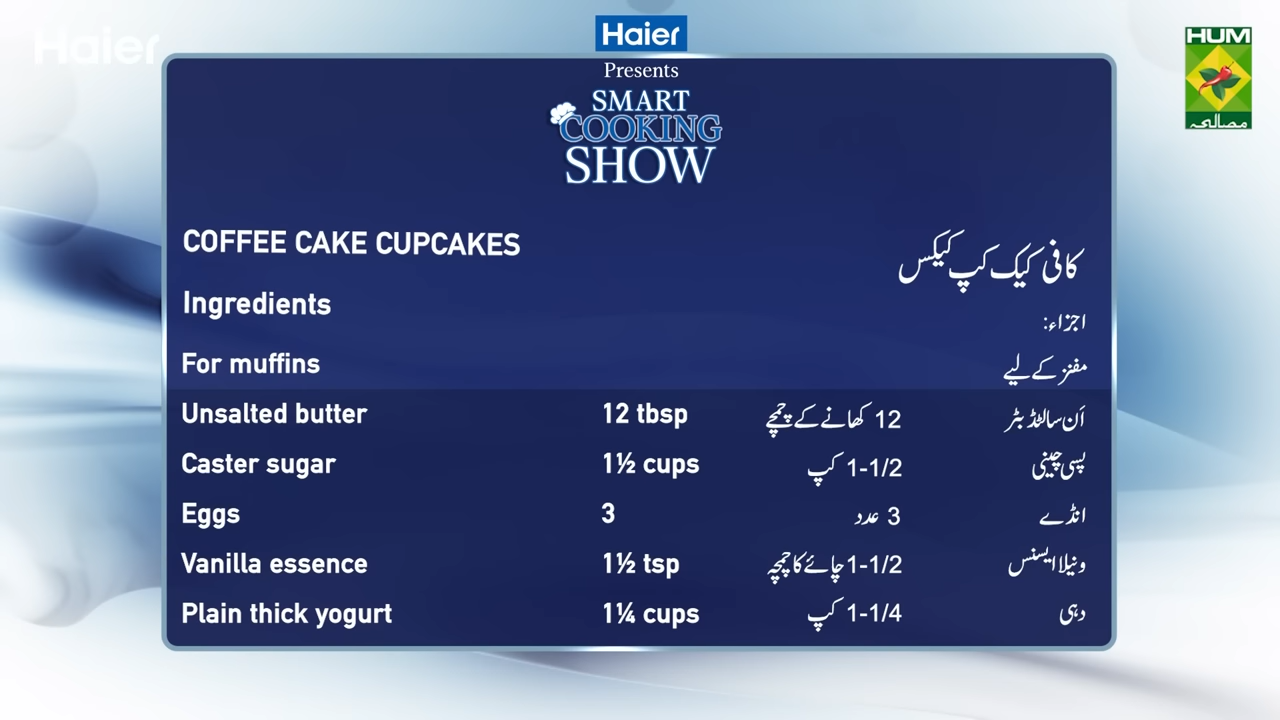 Haier
Haier
HUM
مصالحہ
Presents
SMART
COOKING
SHOW
COFFEE CAKE CUPCAKES
کافی کیک کپ کیکس
Ingredients
اجزاء:
For muffins
مفنز کے لیے
Unsalted butter 12 tbsp 12 کھانے کے چمچے اَن سالٹڈ بٹر
Caster sugar 1½ cups 1-1/2 کپ پسی چینی
Eggs 3 3 عدد انڈے
Vanilla essence 1½ tsp 1-1/2 چائے کا چمچہ ونیلا ایسنس
Plain thick yogurt 1¼ cups 1-1/4 کپ دہی